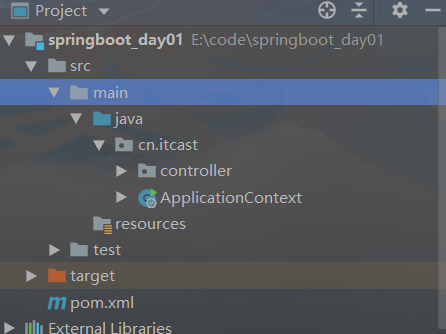 Project
springboot_day01 E:\code\springboot_day01
src
main
java
cn.itcast
controller
ApplicationContext
resources
test
target
m pom.xml
External Libraries